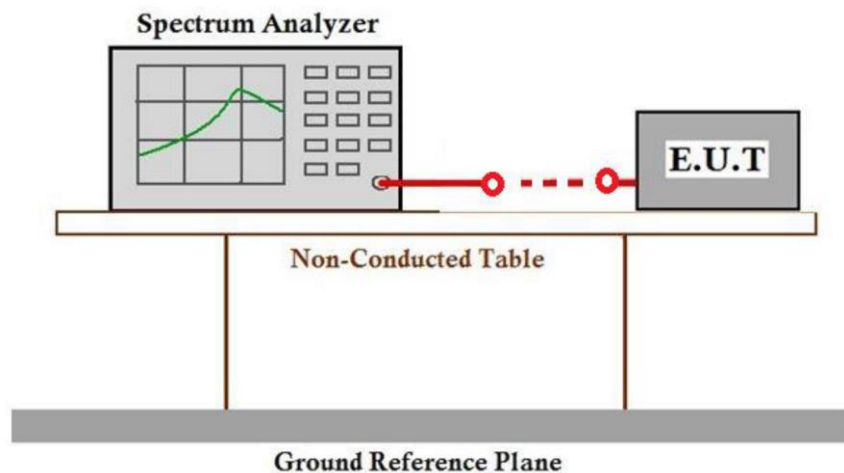 Spectrum Analyzer
E.U.T
Non-Conducted Table
Ground Reference Plane